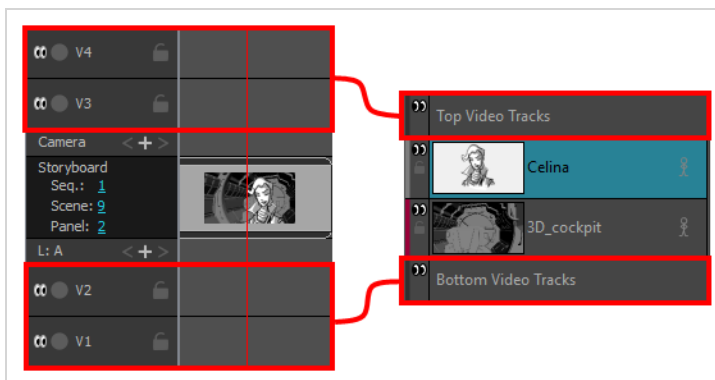 V4
V3
Camera < + >
Storyboard
Seq.: 1
Scene: 9
Panel: 2
L: A < + >
V2
V1
Top Video Tracks
Celina
3D_cockpit
Bottom Video Tracks